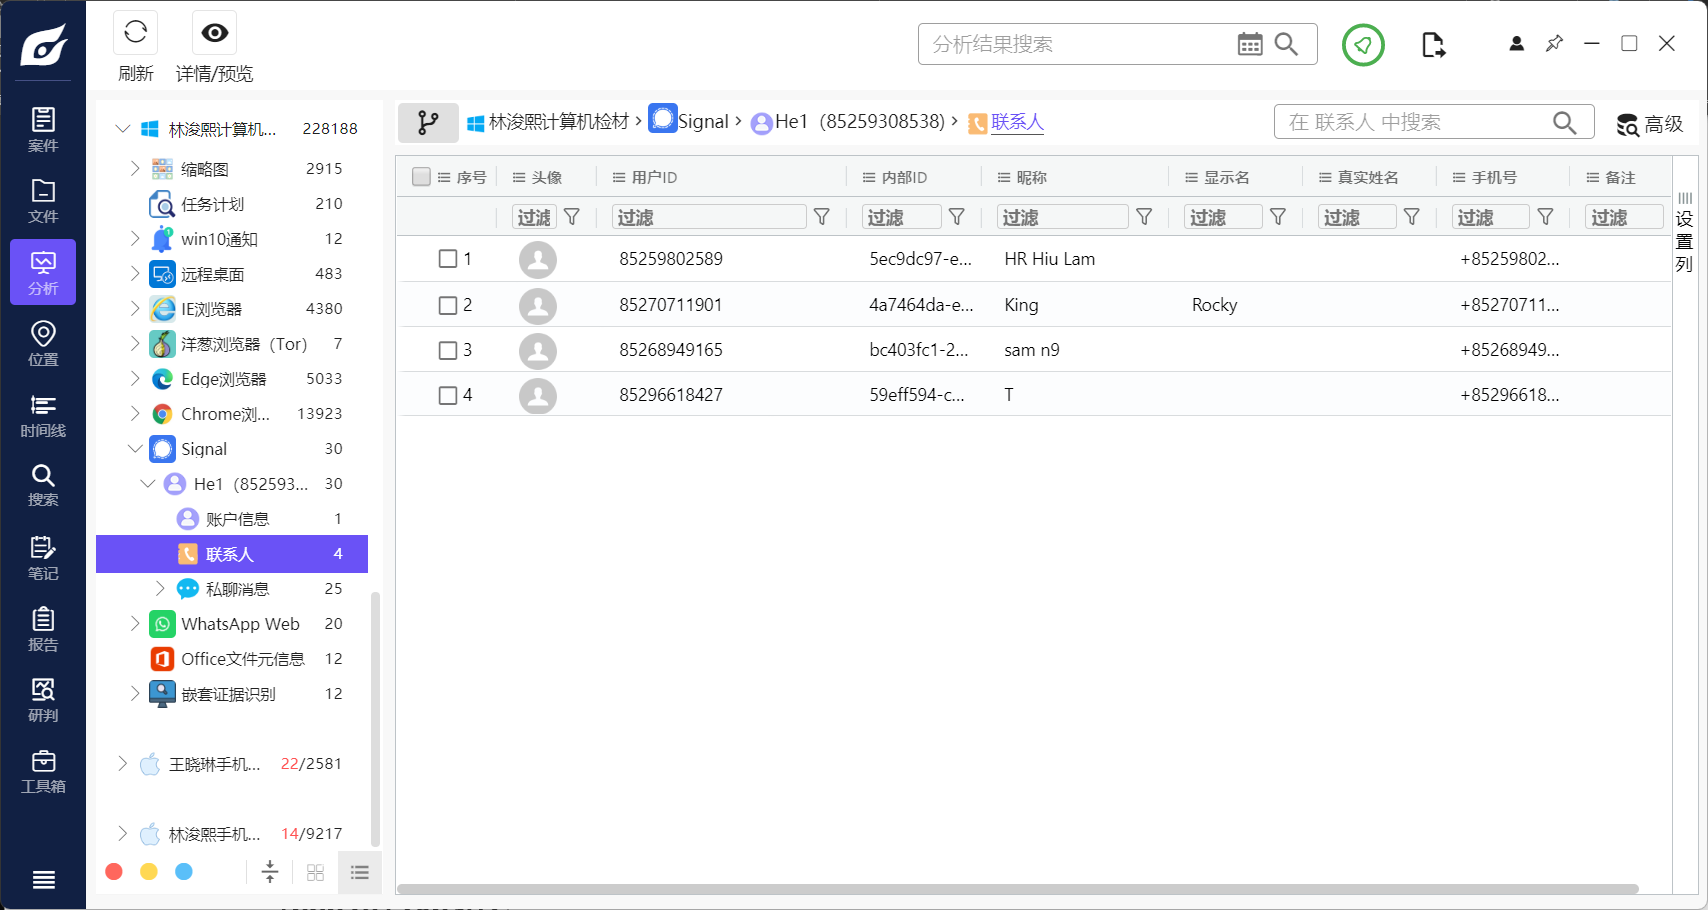 刷新
详情/预览
分析结果搜索
案件
文件
分析
位置
时间线
搜索
笔记
报告
研判
工具箱
林浚熙计算机... 228188
缩略图 2915
任务计划 210
win10通知 12
远程桌面 483
IE浏览器 4380
洋葱浏览器（Tor） 7
Edge浏览器 5033
Chrome浏... 13923
Signal 30
He1（852593... 30
账户信息 1
联系人 4
私聊消息 25
WhatsApp Web 20
Office文件元信息 12
嵌套证据识别 12
王晓琳手机... 22/2581
林浚熙手机... 14/9217
林浚熙计算机检材 › Signal › He1（85259308538） › 联系人
在 联系人 中搜索
高级
序号 头像 用户ID 内部ID 昵称 显示名 真实姓名 手机号 备注
过滤 过滤 过滤 过滤 过滤 过滤 过滤 过滤
1 85259802589 5ec9dc97-e... HR Hiu Lam +85259802...
2 85270711901 4a7464da-e... King Rocky +85270711...
3 85268949165 bc403fc1-2... sam n9 +85268949...
4 85296618427 59eff594-c... T +85296618...
设置列